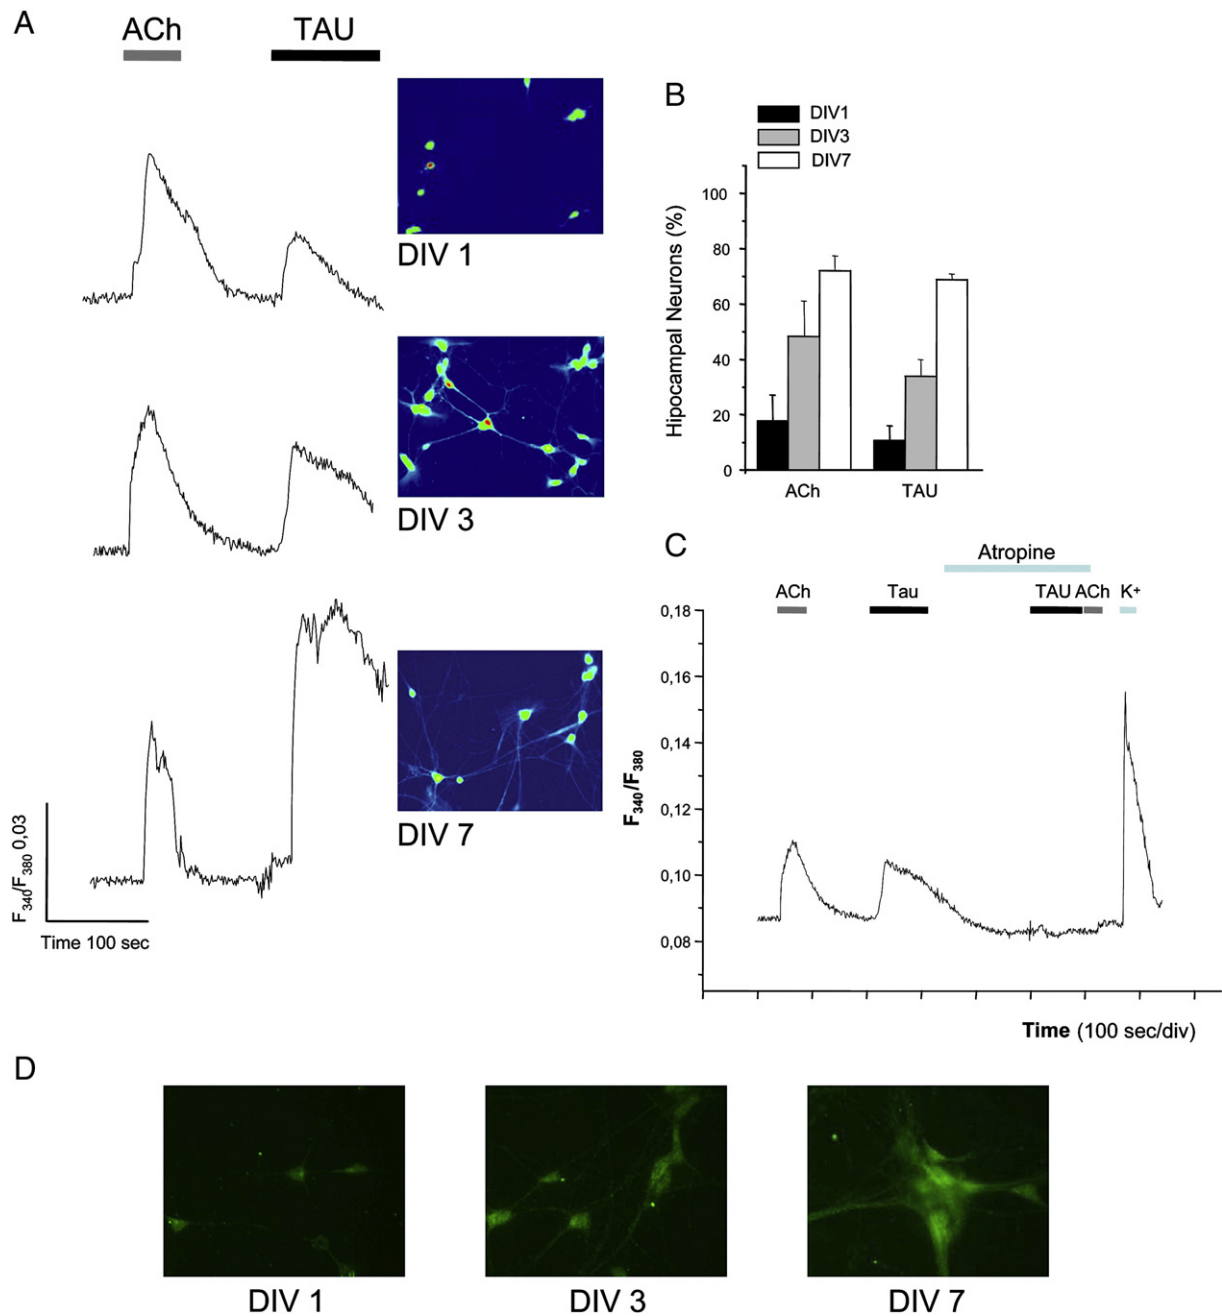 A
ACh TAU
DIV 1
DIV 3
DIV 7
F340/F380 0,03
Time 100 sec
B
DIV1
DIV3
DIV7
Hipocampal Neurons (%)
100
80
60
40
20
0
ACh TAU
C
Atropine
ACh Tau TAU ACh K+
0,18
0,16
0,14
0,12
0,10
0,08
F340/F380
Time (100 sec/div)
D
DIV 1 DIV 3 DIV 7